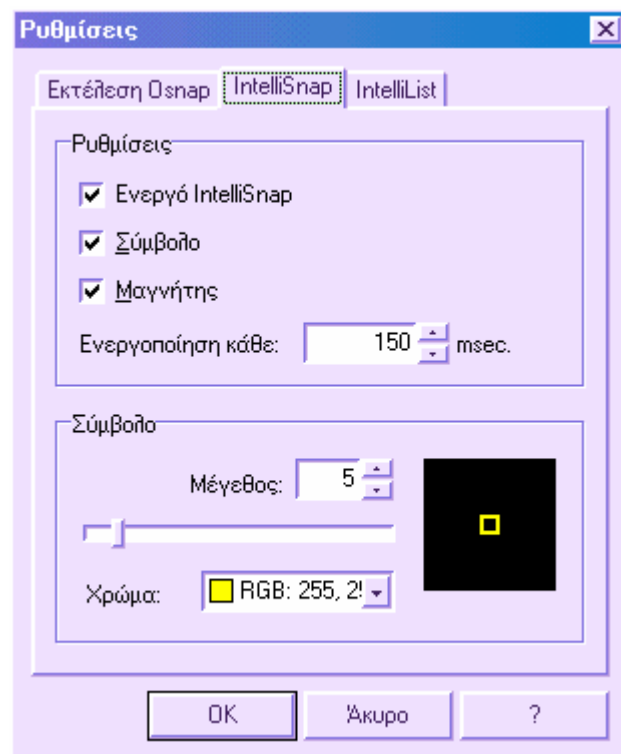 Ρυθμίσεις
Εκτέλεση Osnap IntelliSnap IntelliList
Ρυθμίσεις
Ενεργό IntelliSnap
Σύμβολο
Μαγνήτης
Ενεργοποίηση κάθε: 150 msec.
Σύμβολο
Μέγεθος: 5
Χρώμα: RGB: 255, 2
OK Άκυρο ?